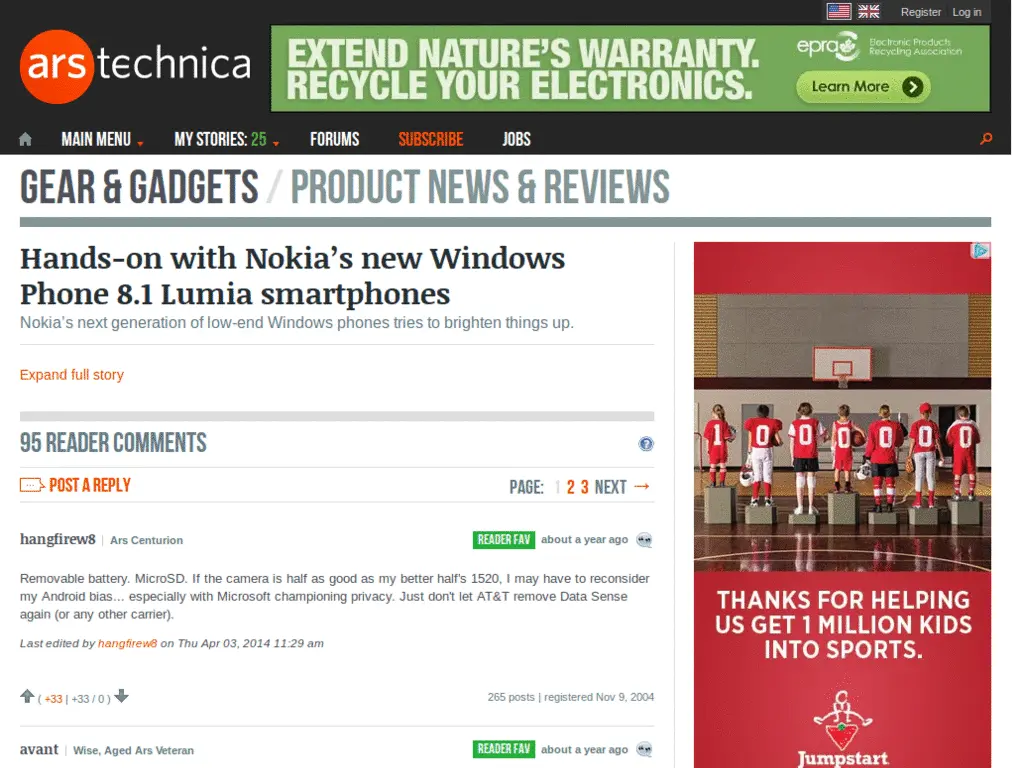 Register Log in
ars technica
EXTEND NATURE'S WARRANTY.
RECYCLE YOUR ELECTRONICS.
epra Electronic Products
Recycling Association
Learn More
MAIN MENU MY STORIES: 25 FORUMS SUBSCRIBE JOBS
GEAR & GADGETS / PRODUCT NEWS & REVIEWS
Hands-on with Nokia’s new Windows
Phone 8.1 Lumia smartphones
Nokia’s next generation of low-end Windows phones tries to brighten things up.
Expand full story
95 READER COMMENTS
?
POST A REPLY
PAGE: 1 2 3 NEXT →
hangfirew8 | Ars Centurion
READER FAV about a year ago
Removable battery. MicroSD. If the camera is half as good as my better half's 1520, I may have to reconsider
my Android bias... especially with Microsoft championing privacy. Just don't let AT&T remove Data Sense
again (or any other carrier).
Last edited by hangfirew8 on Thu Apr 03, 2014 11:29 am
( +33 | +33 / 0 )
265 posts | registered Nov 9, 2004
avant | Wise, Aged Ars Veteran
READER FAV about a year ago
1 0 0 0 0 0 0
THANKS FOR HELPING
US GET 1 MILLION KIDS
INTO SPORTS.
Jumpstart